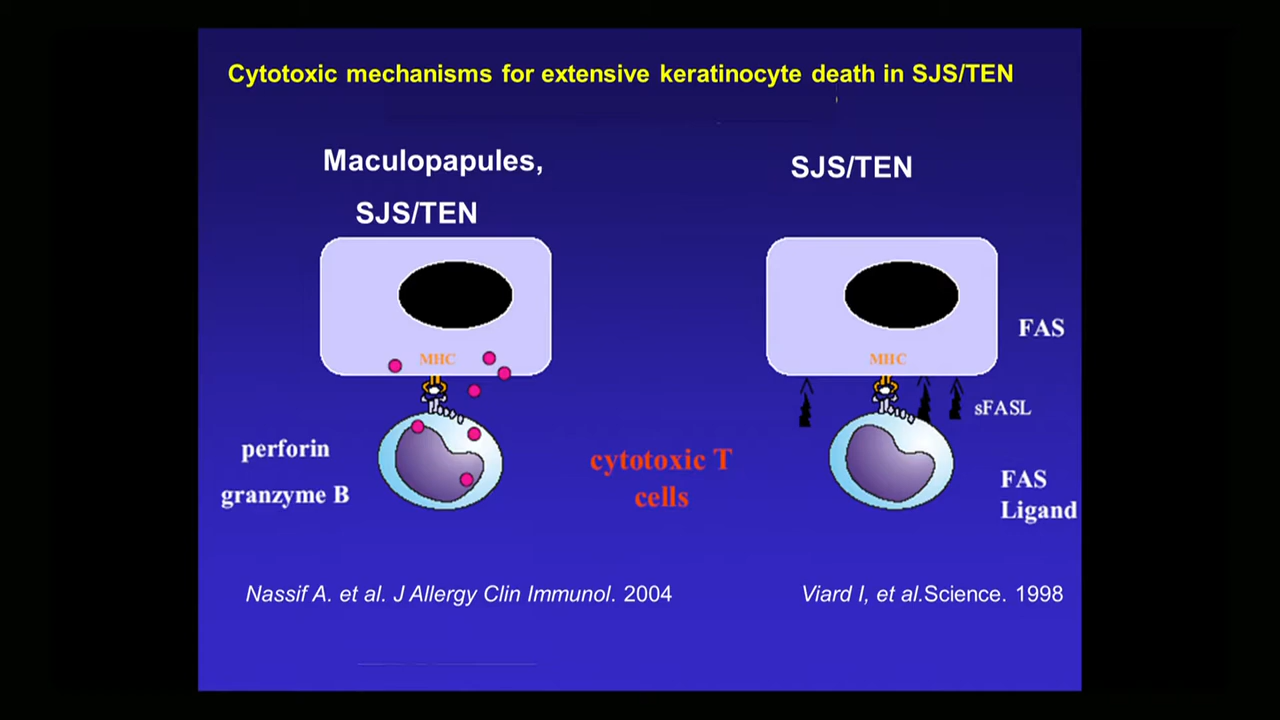 Cytotoxic mechanisms for extensive keratinocyte death in SJS/TEN
Maculopapules,
SJS/TEN
MHC
perforin
granzyme B
cytotoxic T
cells
SJS/TEN
FAS
MHC
sFASL
FAS
Ligand
Nassif A. et al. J Allergy Clin Immunol. 2004
Viard I, et al.Science. 1998